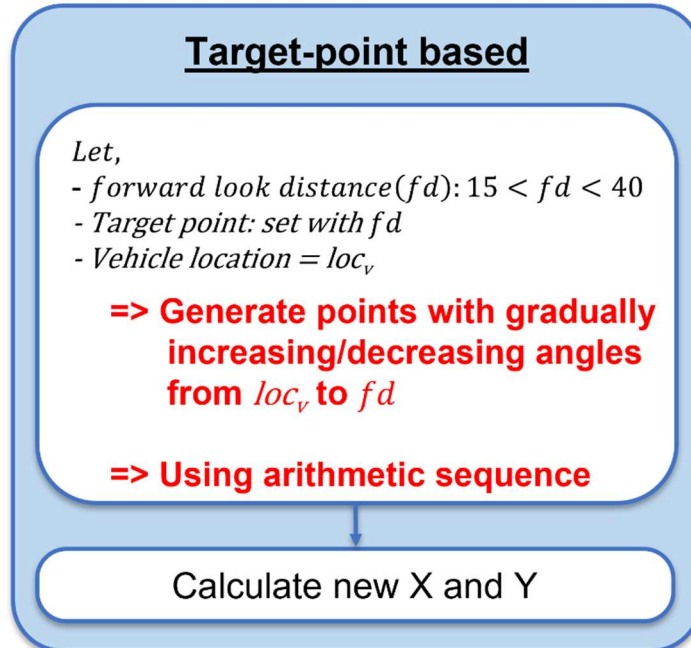 Target-point based
Let,
- forward look distance(fd): 15 < fd < 40
- Target point: set with fd
- Vehicle location = loc_v
=> Generate points with gradually
increasing/decreasing angles
from loc_v to fd
=> Using arithmetic sequence
Calculate new X and Y